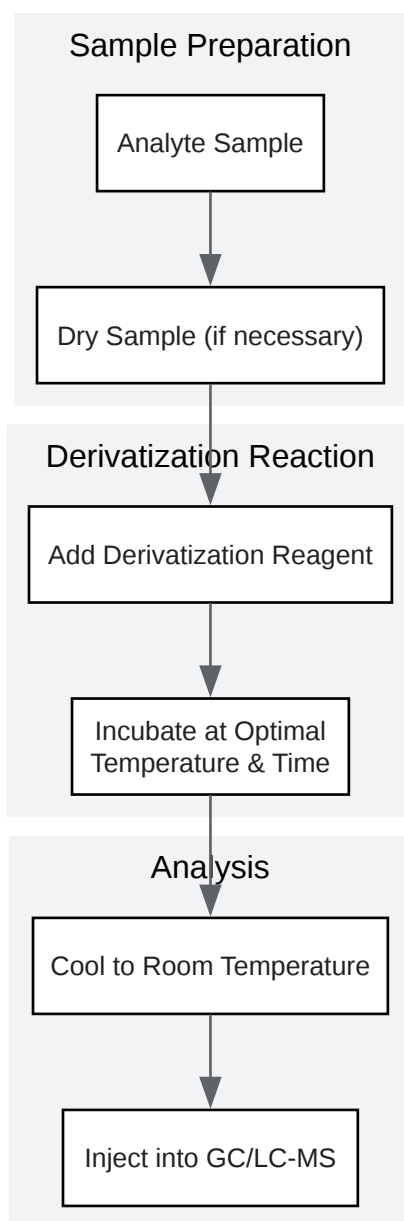 Sample Preparation
Analyte Sample
Dry Sample (if necessary)
Derivatization Reaction
Add Derivatization Reagent
Incubate at Optimal
Temperature & Time
Analysis
Cool to Room Temperature
Inject into GC/LC-MS